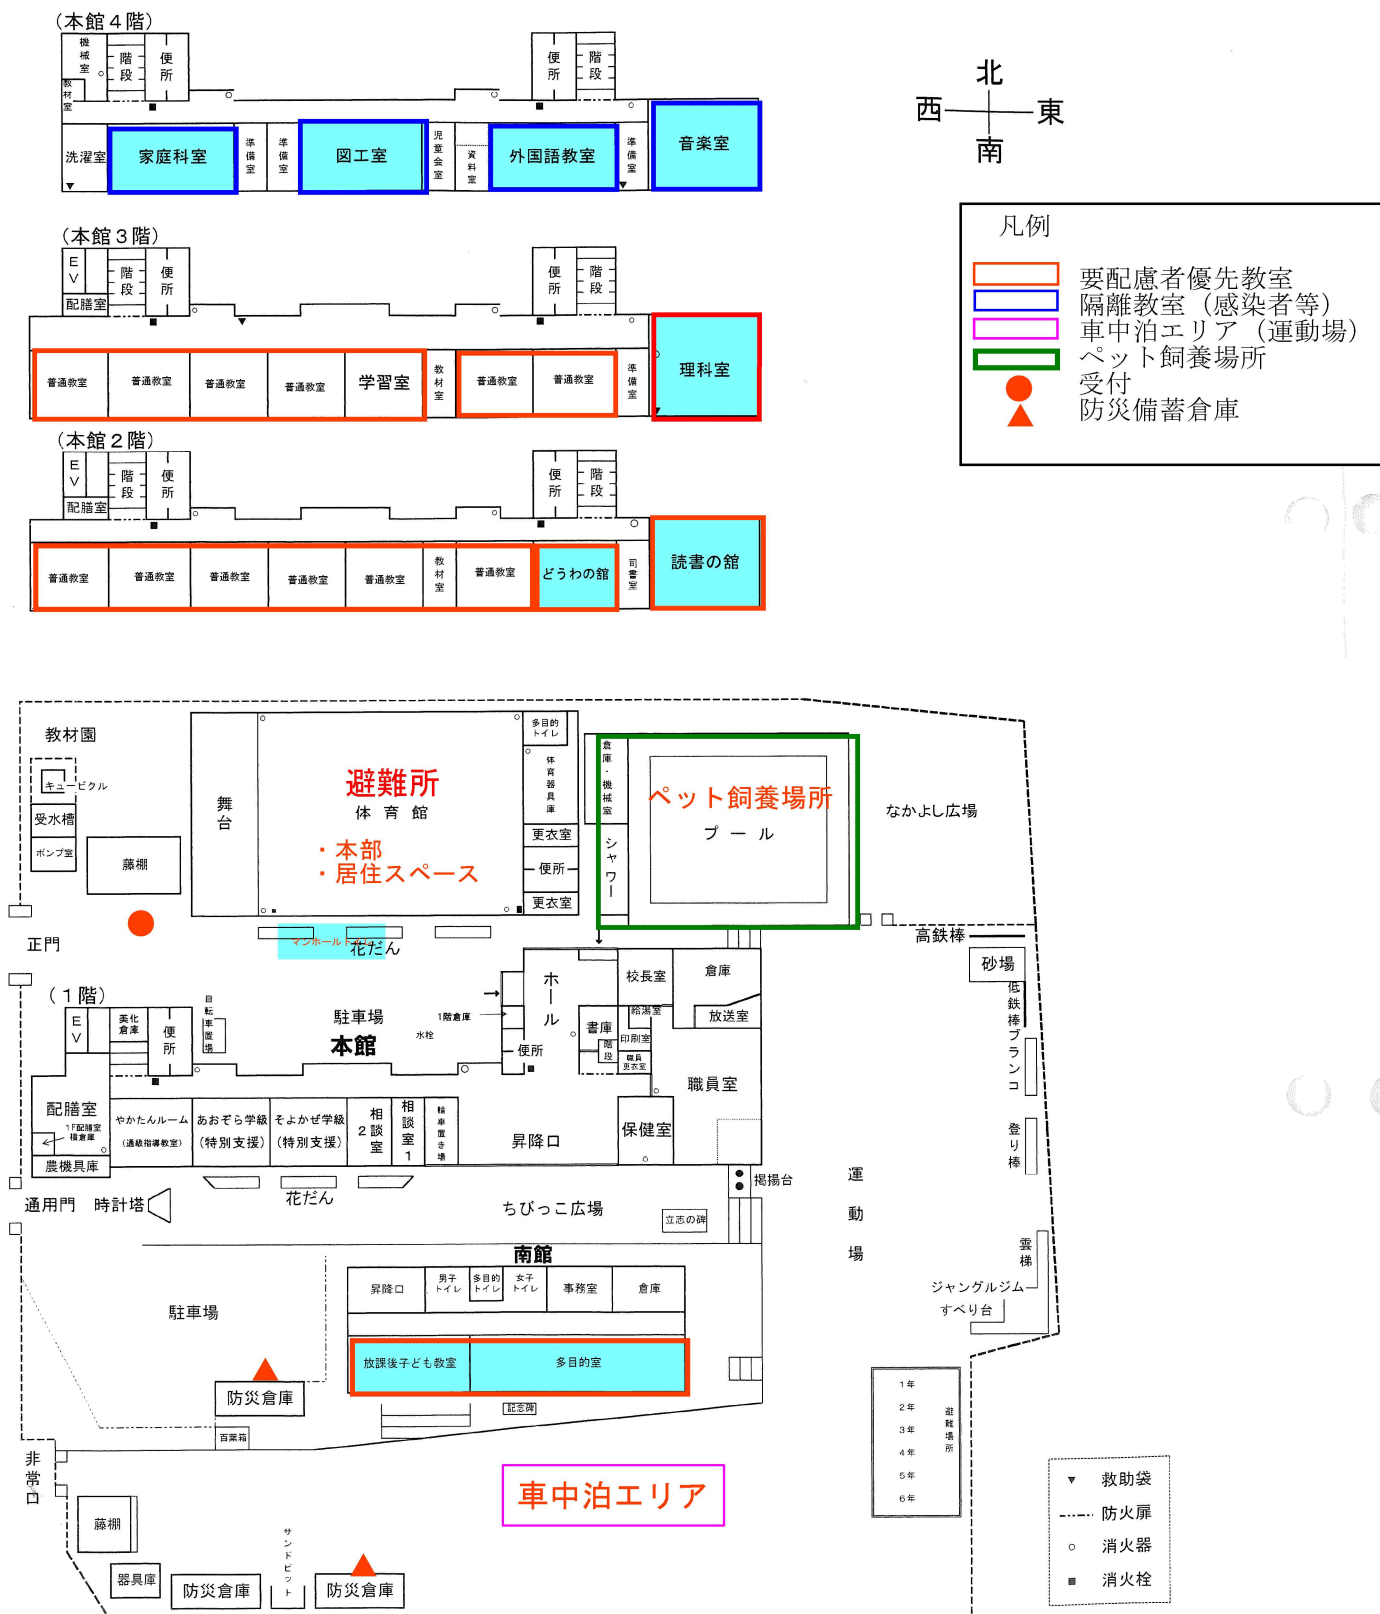 (本館４階)
機械室
階段
便所
便所
階段
教材室
洗濯室
家庭科室
準備室
準備室
図工室
児童会室
資料室
外国語教室
準備室
音楽室
北
西
東
南
凡例
要配慮者優先教室
隔離教室（感染者等）
車中泊エリア（運動場）
ペット飼養場所
受付
防災備蓄倉庫
(本館３階)
EV
階段
便所
配膳室
便所
階段
普通教室
普通教室
普通教室
普通教室
学習室
教材室
普通教室
普通教室
準備室
理科室
(本館２階)
EV
階段
便所
配膳室
便所
階段
普通教室
普通教室
普通教室
普通教室
普通教室
教材室
普通教室
どうわの舘
司書室
読書の舘
教材園
キュービクル
受水槽
ポンプ室
藤棚
正門
舞台
避難所
体育館
・本部
・居住スペース
多目的トイレ
体育器具庫
更衣室
便所
更衣室
倉庫・機械室
シャワー
ペット飼養場所
プール
なかよし広場
高鉄棒
砂場
低鉄棒
ブランコ
登り棒
雲梯
ジャングルジム
すべり台
マンホールトイレ
花だん
(１階)
EV
美化倉庫
便所
自転車置場
駐車場
本館
水栓
1階倉庫
ホール
便所
校長室
倉庫
給湯室
放送室
書庫
印刷室
階段
職員更衣室
職員室
配膳室
1F配膳室横倉庫
農機具庫
やかたんルーム
(通級指導教室)
あおぞら学級
(特別支援)
そよかぜ学級
(特別支援)
相談室2
相談室1
輪車置き場
昇降口
保健室
掲揚台
運動場
通用門
時計塔
花だん
ちびっこ広場
立志の碑
南館
昇降口
男子トイレ
多目的トイレ
女子トイレ
事務室
倉庫
放課後子ども教室
多目的室
記念碑
駐車場
防災倉庫
百葉箱
非常口
車中泊エリア
1年
2年
3年
4年
5年
6年
避難場所
藤棚
器具庫
防災倉庫
サンドピット
防災倉庫
救助袋
防火扉
消火器
消火栓